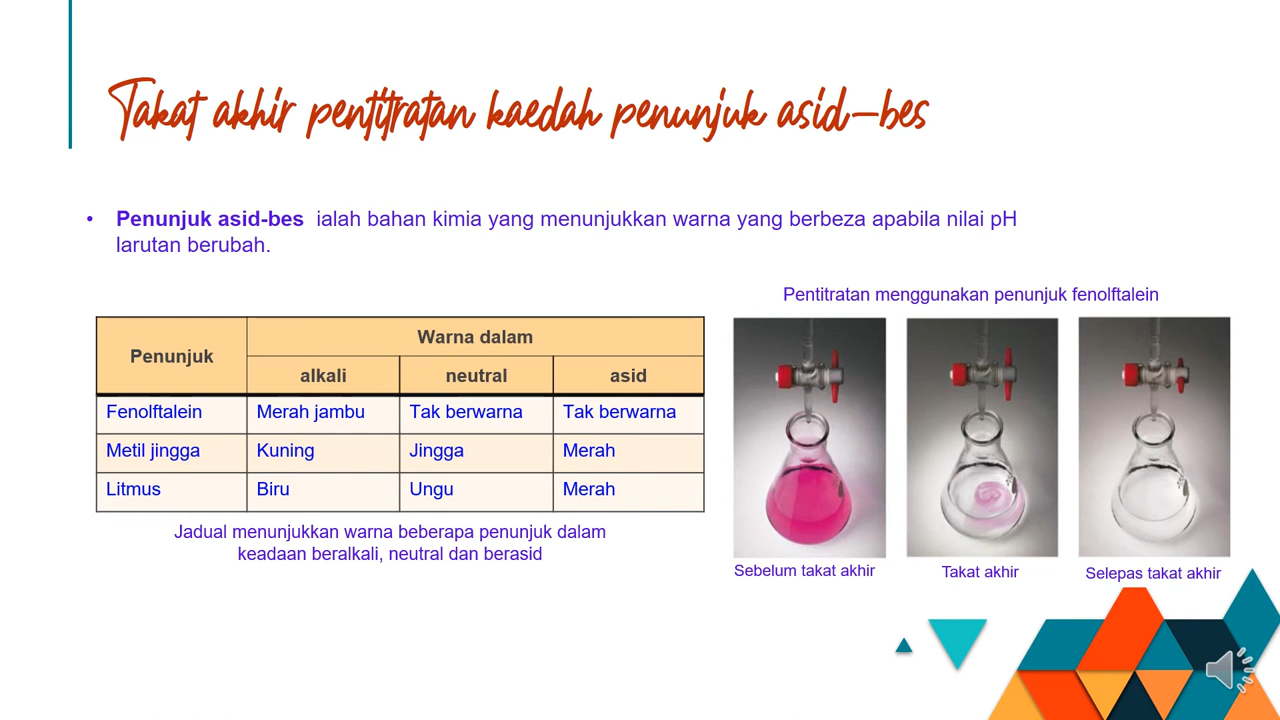 Takat akhir pentitratan kaedah penunjuk asid-bes
• Penunjuk asid-bes ialah bahan kimia yang menunjukkan warna yang berbeza apabila nilai pH
larutan berubah.
Pentitratan menggunakan penunjuk fenolftalein
Penunjuk Warna dalam
alkali neutral asid
Fenolftalein Merah jambu Tak berwarna Tak berwarna
Metil jingga Kuning Jingga Merah
Litmus Biru Ungu Merah
Jadual menunjukkan warna beberapa penunjuk dalam
keadaan beralkali, neutral dan berasid
Sebelum takat akhir
Takat akhir
Selepas takat akhir